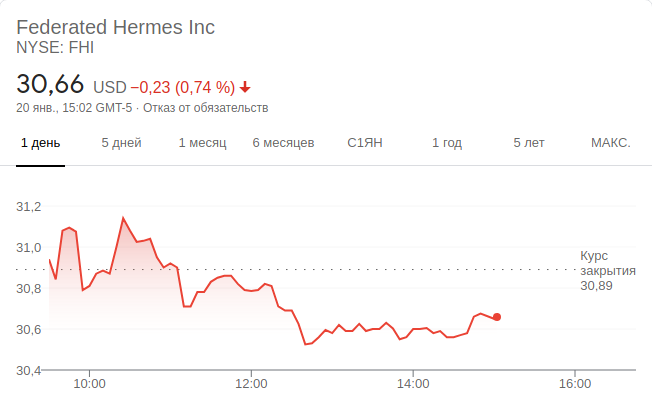 Federated Hermes Inc
NYSE: FHI
30,66 USD −0,23 (0,74 %)
20 янв., 15:02 GMT-5 · Отказ от обязательств
1 день 5 дней 1 месяц 6 месяцев С1ЯН 1 год 5 лет МАКС.
31,2
31,0
Курс
закрытия
30,89
30,8
30,6
30,4
10:00 12:00 14:00 16:00